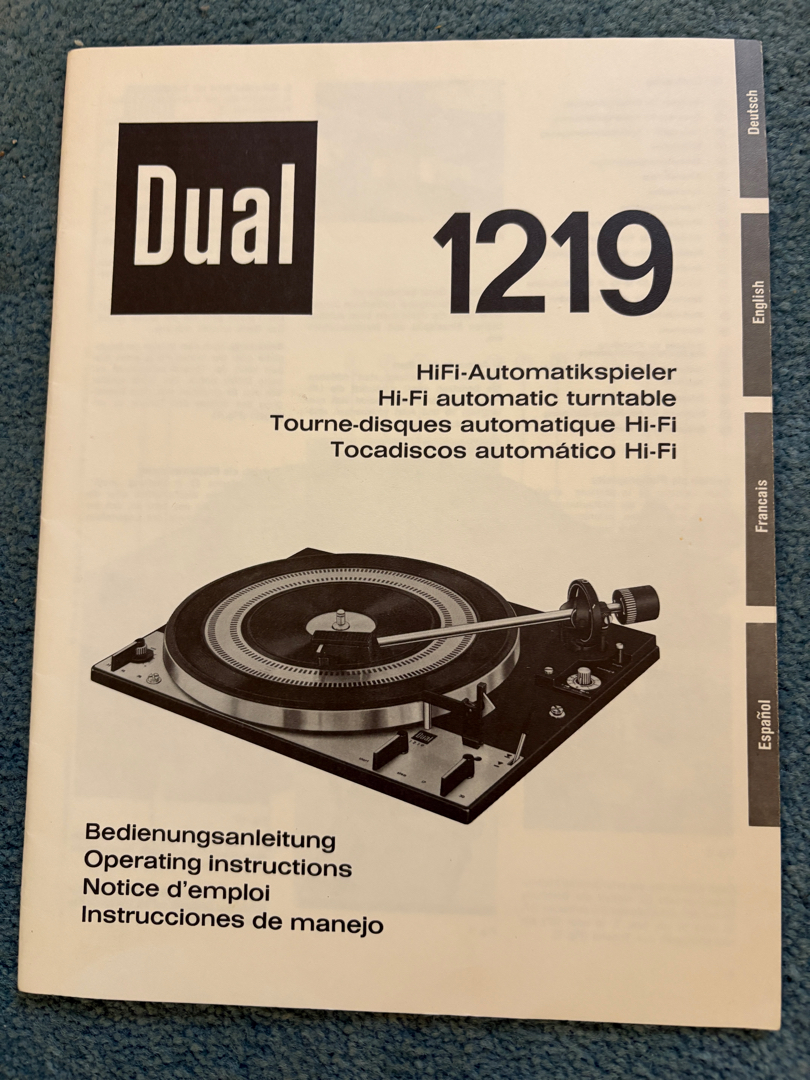 Dual
1219
HiFi-Automatikspieler
Hi-Fi automatic turntable
Tourne-disques automatique Hi-Fi
Tocadiscos automático Hi-Fi
Dual
Bedienungsanleitung
Operating instructions
Notice d'emploi
Instrucciones de manejo
Deutsch
English
Francais
Español